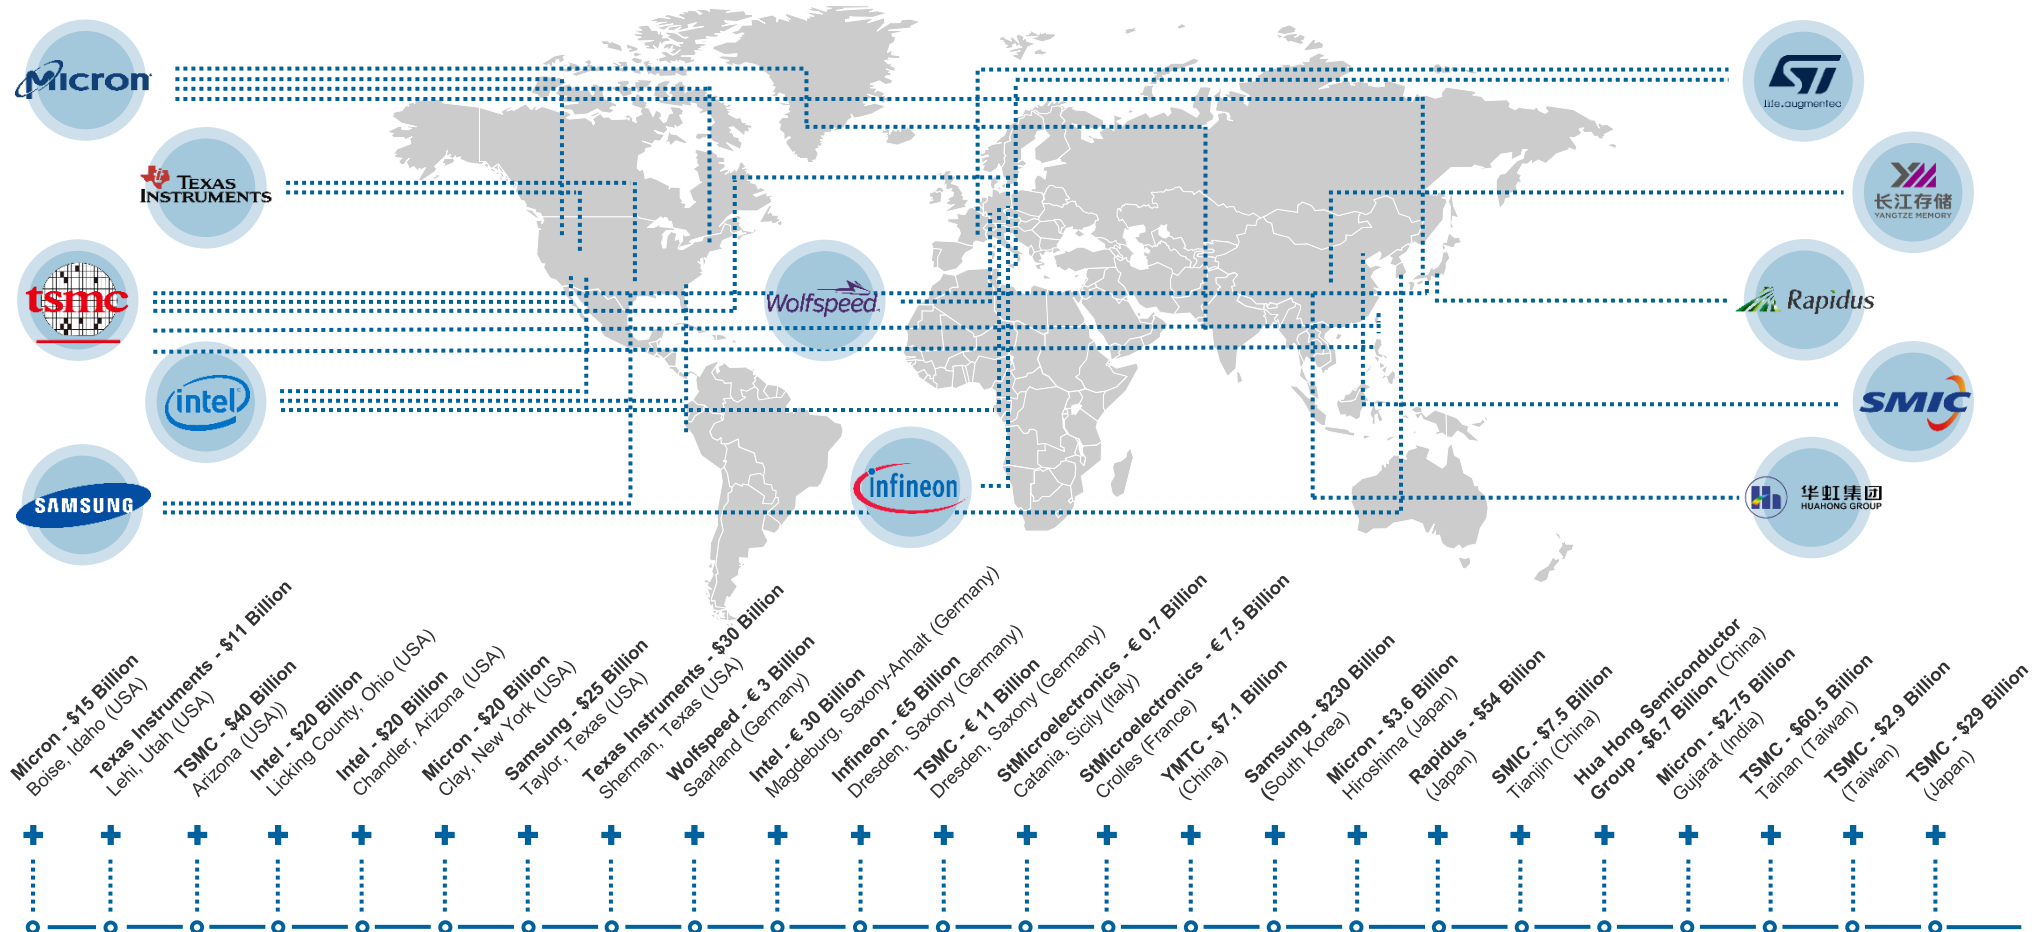 Micron
TEXAS
INSTRUMENTS
tsmc
intel
SAMSUNG
Wolfspeed
infineon
life.augmented
长江存储
YANGTZE MEMORY
Rapidus
SMIC
华虹集团
HUAHONG GROUP
Micron - $15 Billion
Boise, Idaho (USA)
Texas Instruments - $11 Billion
Lehi, Utah (USA)
TSMC - $40 Billion
Arizona (USA))
Intel - $20 Billion
Licking County, Ohio (USA)
Intel - $20 Billion
Chandler, Arizona (USA)
Micron - $20 Billion
Clay, New York (USA)
Samsung - $25 Billion
Taylor, Texas (USA)
Texas Instruments - $30 Billion
Sherman, Texas (USA)
Wolfspeed - € 3 Billion
Saarland (Germany)
Intel - € 30 Billion
Magdeburg, Saxony-Anhalt (Germany)
Infineon - €5 Billion
Dresden, Saxony (Germany)
TSMC - € 11 Billion
Dresden, Saxony (Germany)
StMicroelectronics - € 0.7 Billion
Catania, Sicily (Italy)
StMicroelectronics - € 7.5 Billion
Crolles (France)
YMTC - $7.1 Billion
(China)
Samsung - $230 Billion
(South Korea)
Micron - $3.6 Billion
Hiroshima (Japan)
Rapidus - $54 Billion
(Japan)
SMIC - $7.5 Billion
Tianjin (China)
Hua Hong Semiconductor
Group - $6.7 Billion (China)
Micron - $2.75 Billion
Gujarat (India)
TSMC - $60.5 Billion
Tainan (Taiwan)
TSMC - $2.9 Billion
(Taiwan)
TSMC - $29 Billion
(Japan)